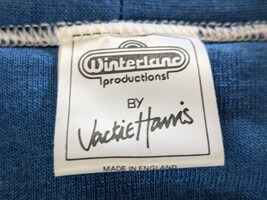 Winterland
productions
BY
Jackie Harris
MADE IN ENGLAND